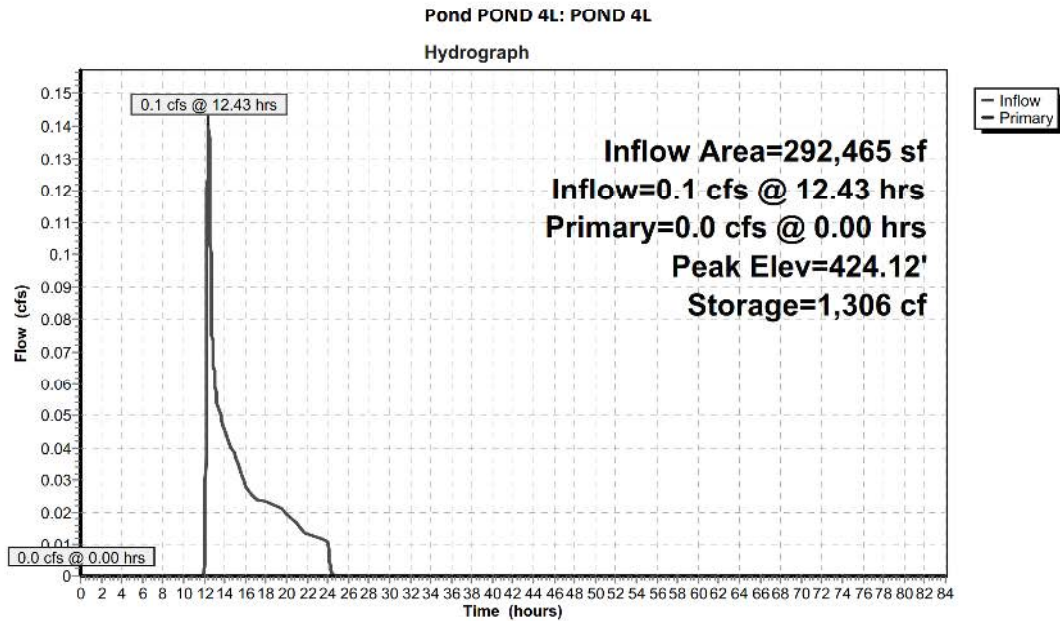 Pond POND 4L: POND 4L
Hydrograph
0.15
0.14
0.13
0.12
0.11
0.1
0.09
0.08
0.07
0.06
0.05
0.04
0.03
0.02
0.01
0
Flow (cfs)
0.1 cfs @ 12.43 hrs
0.0 cfs @ 0.00 hrs
Inflow Area=292,465 sf
Inflow=0.1 cfs @ 12.43 hrs
Primary=0.0 cfs @ 0.00 hrs
Peak Elev=424.12'
Storage=1,306 cf
Inflow
Primary
0 2 4 6 8 10 12 14 16 18 20 22 24 26 28 30 32 34 36 38 40 42 44 46 48 50 52 54 56 58 60 62 64 66 68 70 72 74 76 78 80 82 84
Time (hours)